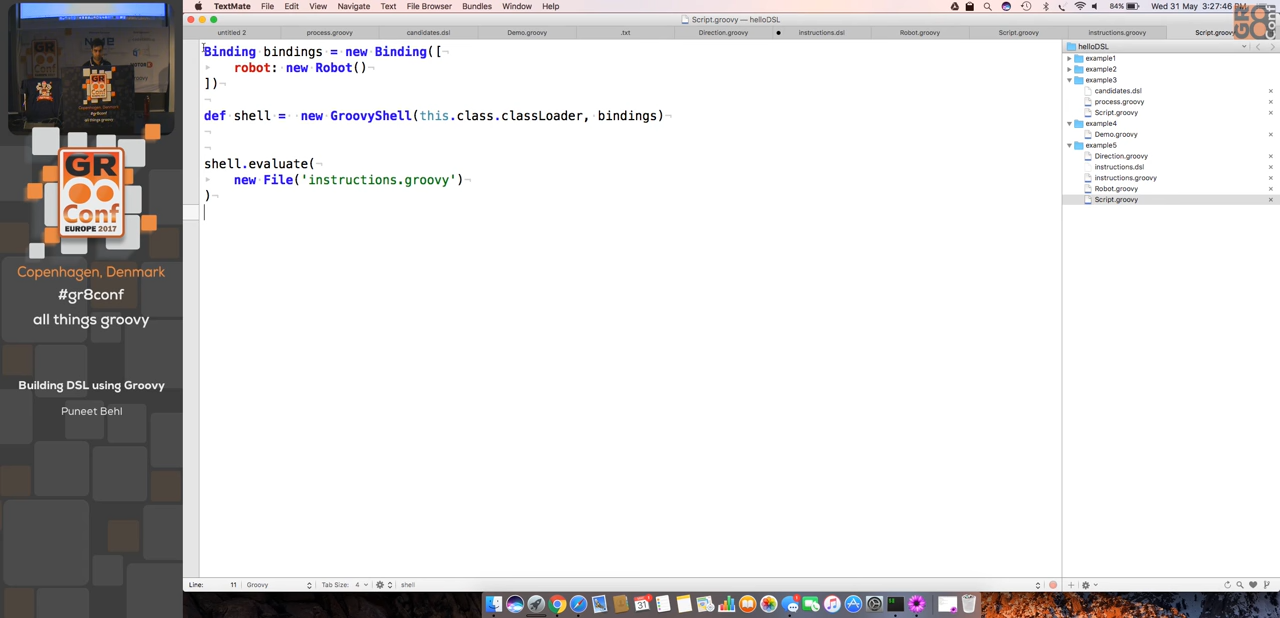 TextMate File Edit View Navigate Text File Browser Bundles Window Help
84% Wed 31 May 3:27:46 PM
Script.groovy — helloDSL
untitled 2 process.groovy candidates.dsl Demo.groovy .txt Direction.groovy instructions.dsl Robot.groovy Script.groovy instructions.groovy Script.groovy
Binding bindings = new Binding([
robot: new Robot()
])
def shell = new GroovyShell(this.class.classLoader, bindings)
shell.evaluate(
new File('instructions.groovy')
)
helloDSL
example1
example2
example3
candidates.dsl
process.groovy
Script.groovy
example4
Demo.groovy
example5
Direction.groovy
instructions.dsl
instructions.groovy
Robot.groovy
Script.groovy
GR
Conf
EUROPE 2017
Copenhagen, Denmark
#gr8conf
all things groovy
Building DSL using Groovy
Puneet Behl
Line: 11 Groovy Tab Size: 4 shell